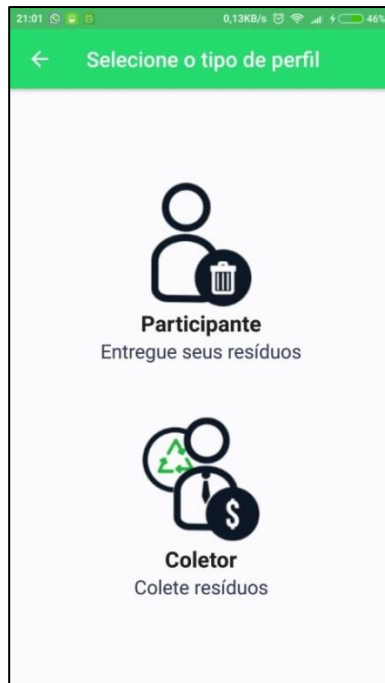 21:01 0,13KB/s 46%
Selecione o tipo de perfil
Participante
Entregue seus resíduos
$
Coletor
Colete resíduos